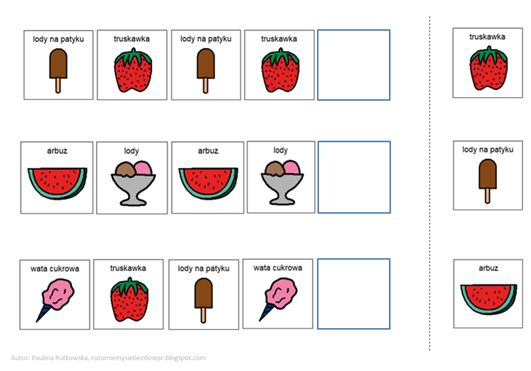 lody na patyku truskawka lody na patyku truskawka truskawka
arbuz lody arbuz lody lody na patyku
wata cukrowa truskawka lody na patyku wata cukrowa arbuz
Autor: Paulina Rutkowska, rozumiemysiebezslowpr.blogspot.com